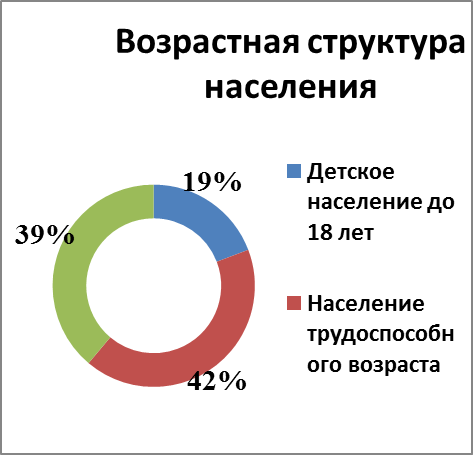 Возрастная структура
населения
19%
39%
42%
Детское
население до
18 лет
Население
трудоспособн
ого возраста